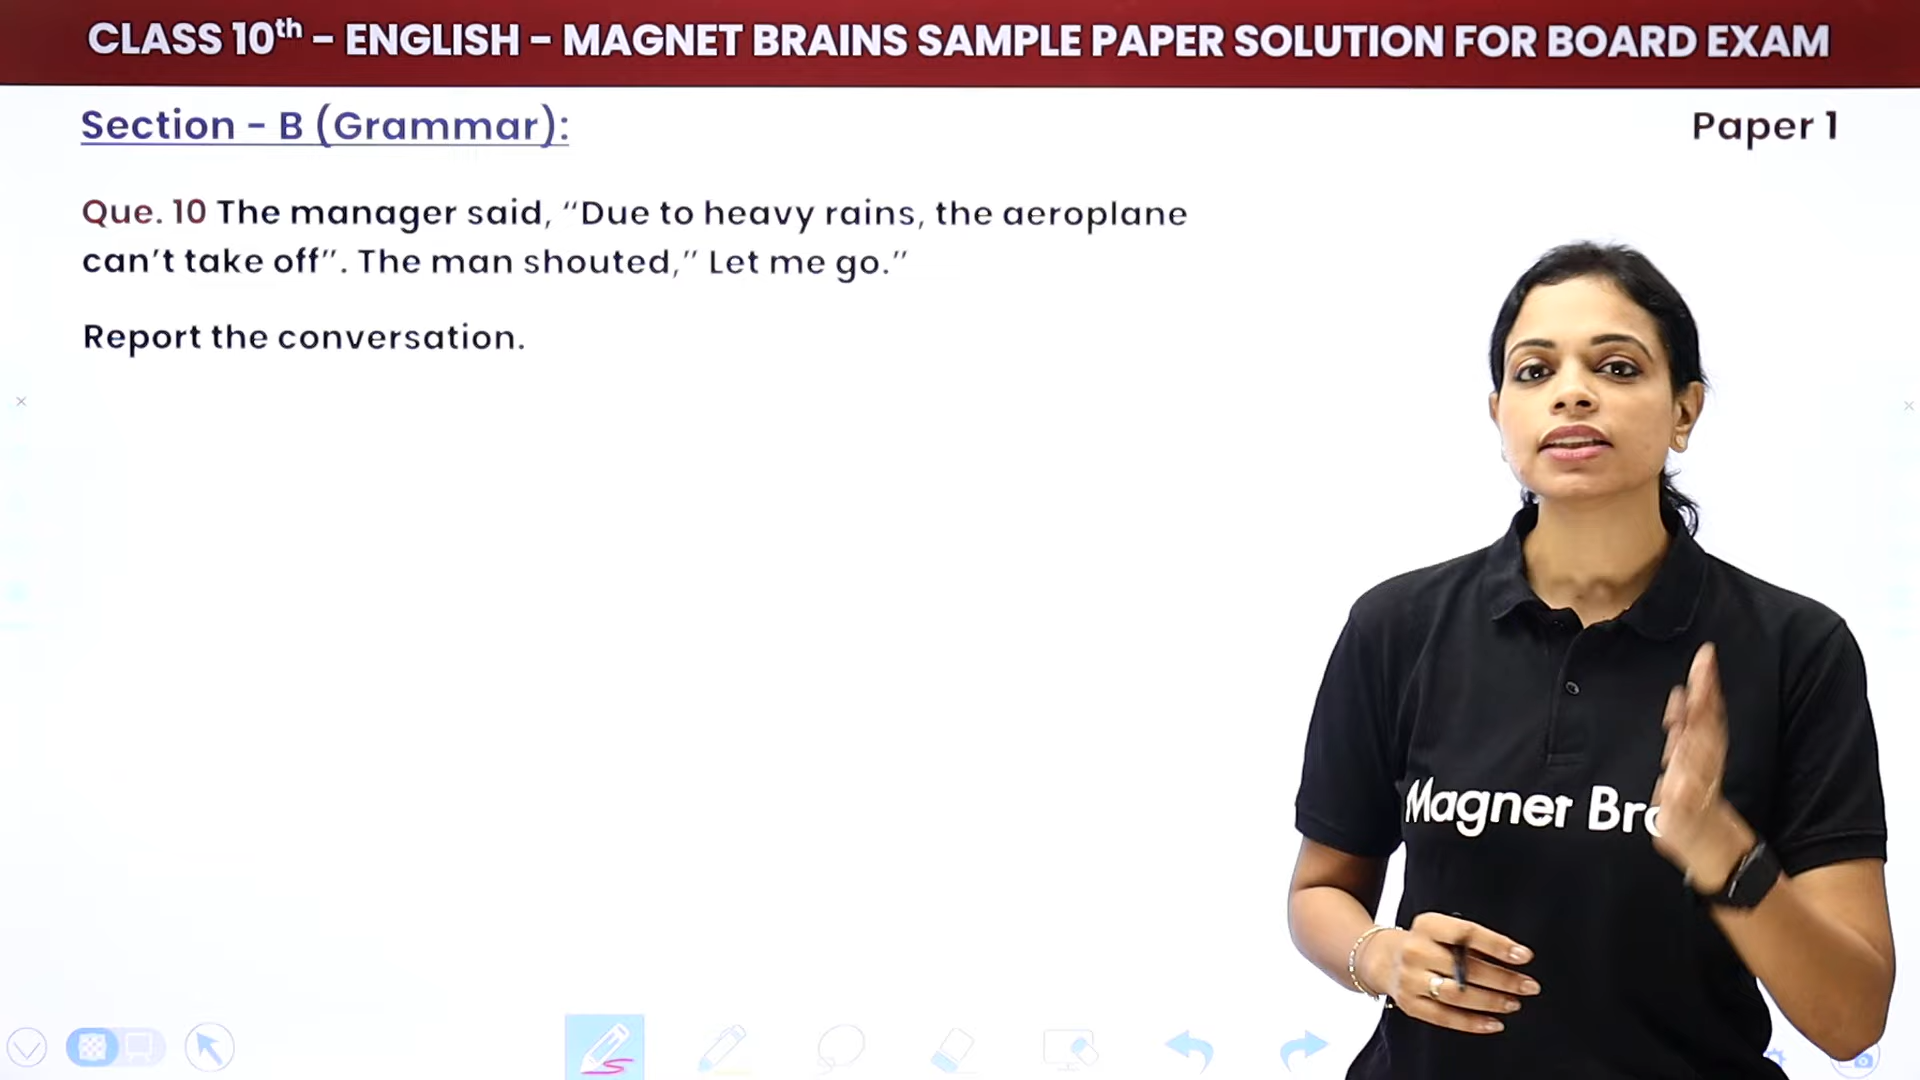 CLASS 10th – ENGLISH – MAGNET BRAINS SAMPLE PAPER SOLUTION FOR BOARD EXAM
Section - B (Grammar):
Paper 1
Que. 10 The manager said, “Due to heavy rains, the aeroplane
can’t take off”. The man shouted,” Let me go.”
Report the conversation.
Magnet Bra